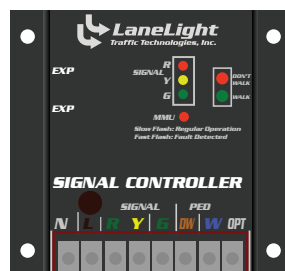 LaneLight
Traffic Technologies, Inc.
EXP
SIGNAL R
Y
G
DON'T
WALK
WALK
EXP
MMU
Slow Flash: Regular Operation
Fast Flash: Fault Detected
SIGNAL CONTROLLER
SIGNAL PED
N L R Y G DW W OPT